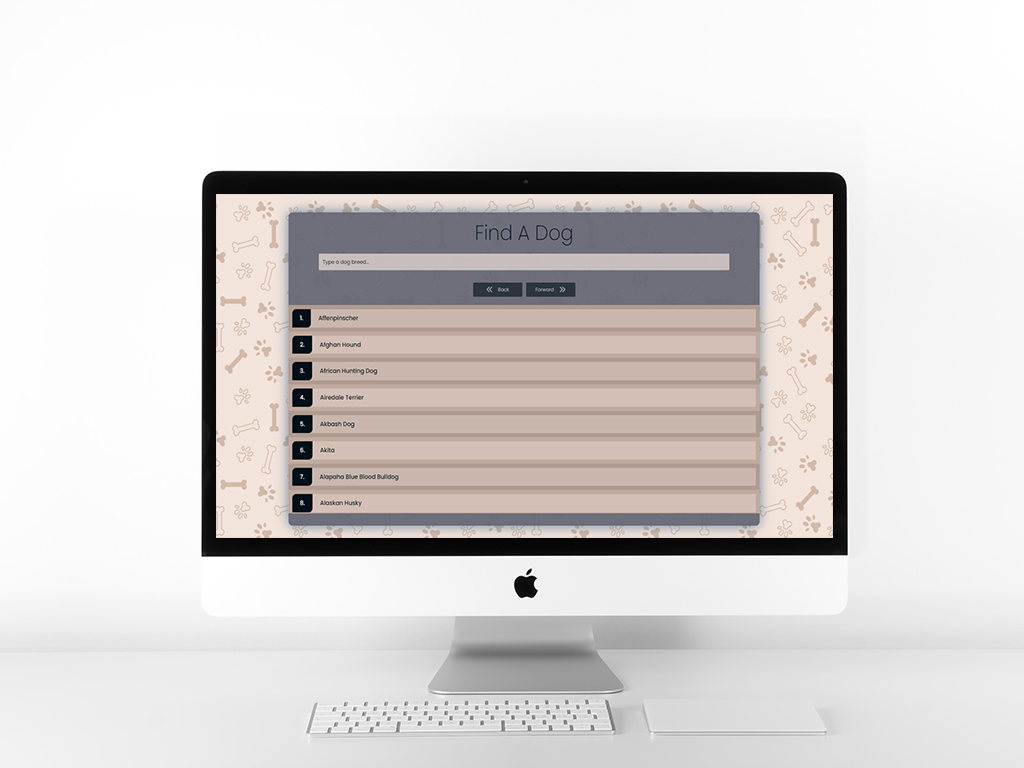 Find A Dog
Type a dog breed...
Back Forward
1. Affenpinscher
2. Afghan Hound
3. African Hunting Dog
4. Airedale Terrier
5. Akbash Dog
6. Akita
7. Alapaha Blue Blood Bulldog
8. Alaskan Husky